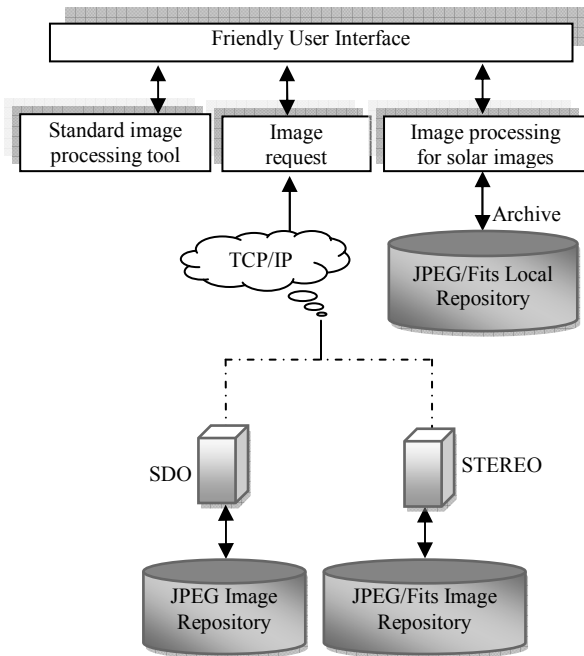 Friendly User Interface
Standard image
processing tool
Image
request
Image processing
for solar images
Archive
TCP/IP
JPEG/Fits Local
Repository
SDO
STEREO
JPEG Image
Repository
JPEG/Fits Image
Repository